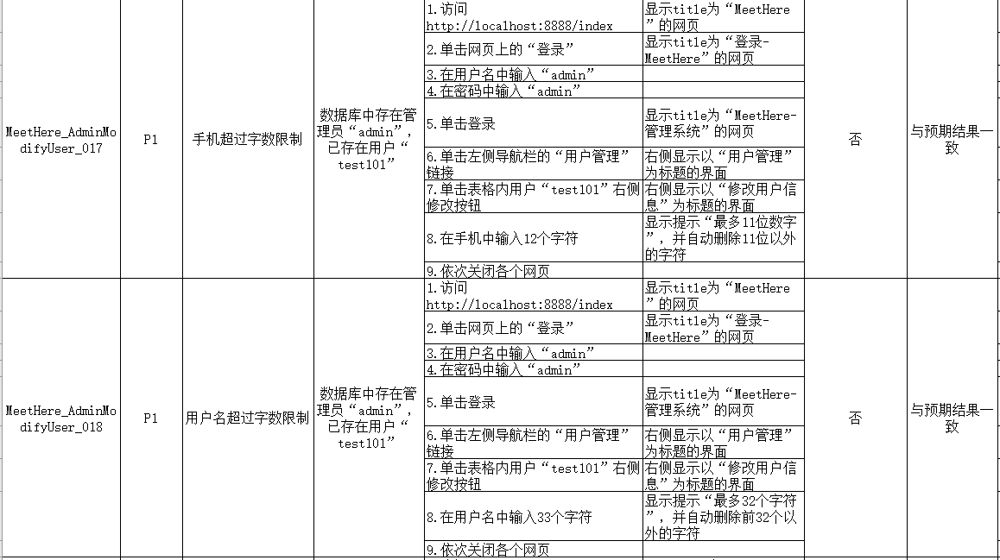 1.访问
http://localhost:8888/index
显示title为“MeetHere
”的网页
2.单击网页上的“登录”
显示title为“登录-
MeetHere”的网页
3.在用户名中输入“admin”
4.在密码中输入“admin”
MeetHere_AdminMo
difyUser_017
P1
手机超过字数限制
数据库中存在管
理员“admin”，
已存在用户“
test101”
5.单击登录
显示title为“MeetHere-
管理系统”的网页
否
与预期结果一
致
6.单击左侧导航栏的“用户管理”
链接
右侧显示以“用户管理”
为标题的界面
7.单击表格内用户“test101”右侧
修改按钮
右侧显示以“修改用户信
息”为标题的界面
8.在手机中输入12个字符
显示提示“最多11位数字
”，并自动删除11位以外
的字符
9.依次关闭各个网页
1.访问
http://localhost:8888/index
显示title为“MeetHere
”的网页
2.单击网页上的“登录”
显示title为“登录-
MeetHere”的网页
3.在用户名中输入“admin”
4.在密码中输入“admin”
MeetHere_AdminMo
difyUser_018
P1
用户名超过字数限制
数据库中存在管
理员“admin”，
已存在用户“
test101”
5.单击登录
显示title为“MeetHere-
管理系统”的网页
否
与预期结果一
致
6.单击左侧导航栏的“用户管理”
链接
右侧显示以“用户管理”
为标题的界面
7.单击表格内用户“test101”右侧
修改按钮
右侧显示以“修改用户信
息”为标题的界面
8.在用户名中输入33个字符
显示提示“最多32个字符
”，并自动删除前32个以
外的字符
9.依次关闭各个网页